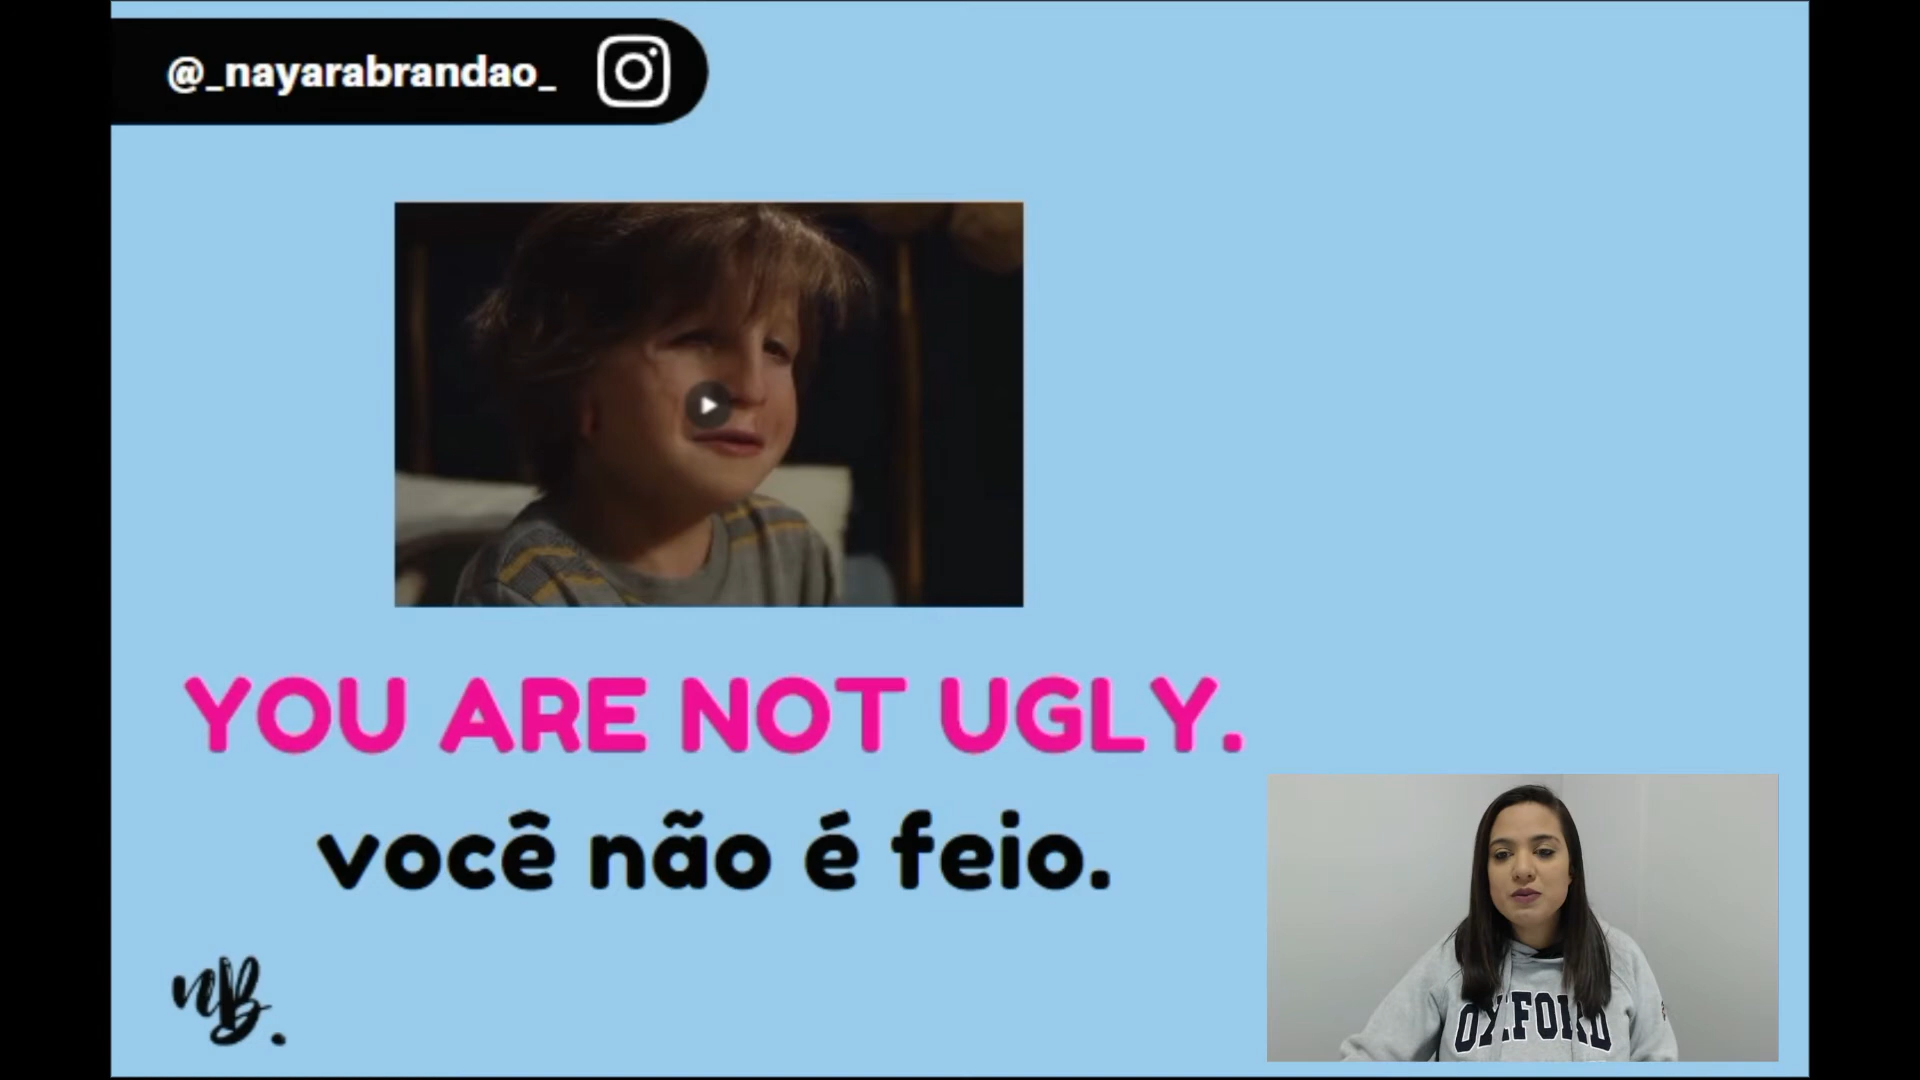 @_nayarabrandao_
YOU ARE NOT UGLY.
você não é feio.
nB.
OXFORD